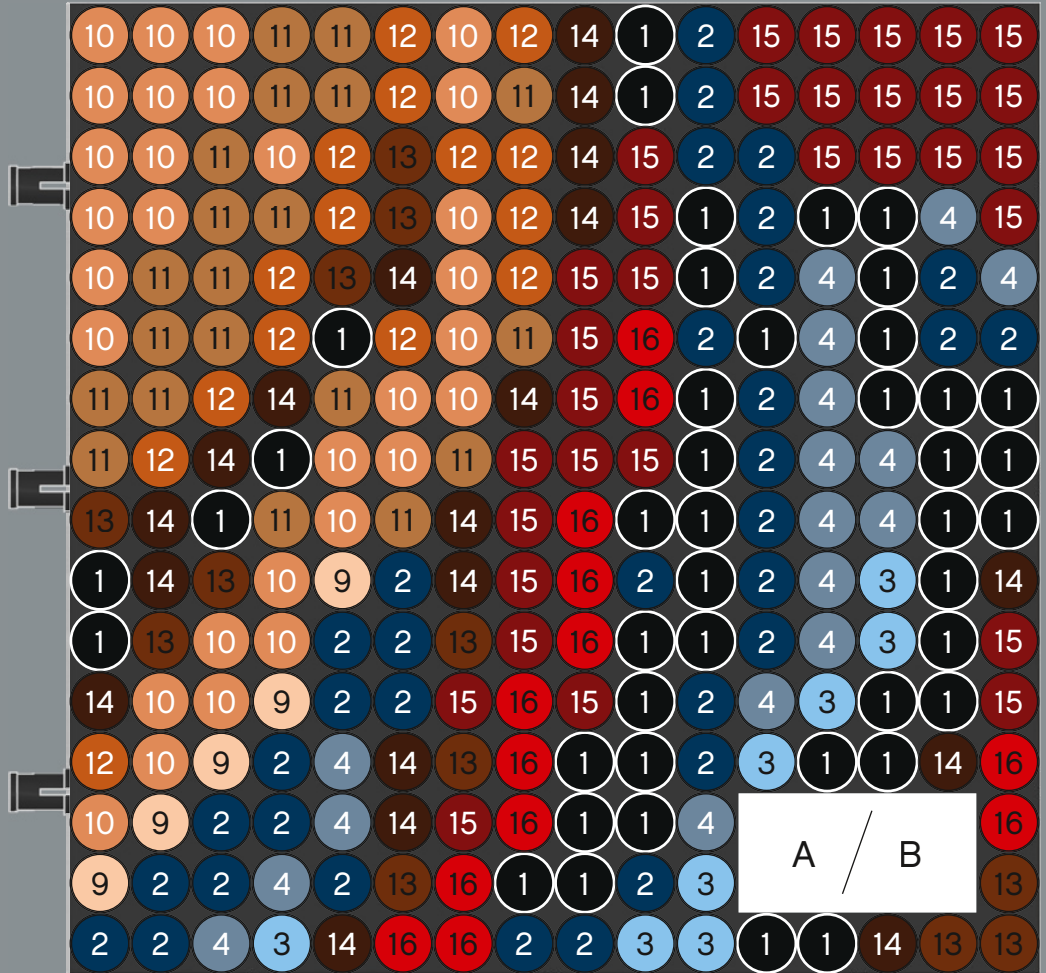 10 10 10 11 11 12 10 12 14 1 2 15 15 15 15 15
10 10 10 11 11 12 10 11 14 1 2 15 15 15 15 15
10 10 11 10 12 13 12 12 14 15 2 2 15 15 15 15
10 10 11 11 12 13 10 12 14 15 1 2 1 1 4 15
10 11 11 12 13 14 10 12 15 15 1 2 4 1 2 4
10 11 11 12 1 12 10 11 15 16 2 1 4 1 2 2
11 11 12 14 11 10 10 14 15 16 1 2 4 1 1 1
11 12 14 1 10 10 11 15 15 15 1 2 4 4 1 1
13 14 1 11 10 11 14 15 16 1 1 2 4 4 1 1
1 14 13 10 9 2 14 15 16 2 1 2 4 3 1 14
1 13 10 10 2 2 13 15 16 1 1 2 4 3 1 15
14 10 10 9 2 2 15 16 15 1 2 4 3 1 1 15
12 10 9 2 4 14 13 16 1 1 2 3 1 1 14 16
10 9 2 2 4 14 15 16 1 1 4 16
A / B
9 2 2 4 2 13 16 1 1 2 3 13
2 2 4 3 14 16 16 2 2 3 3 1 1 14 13 13